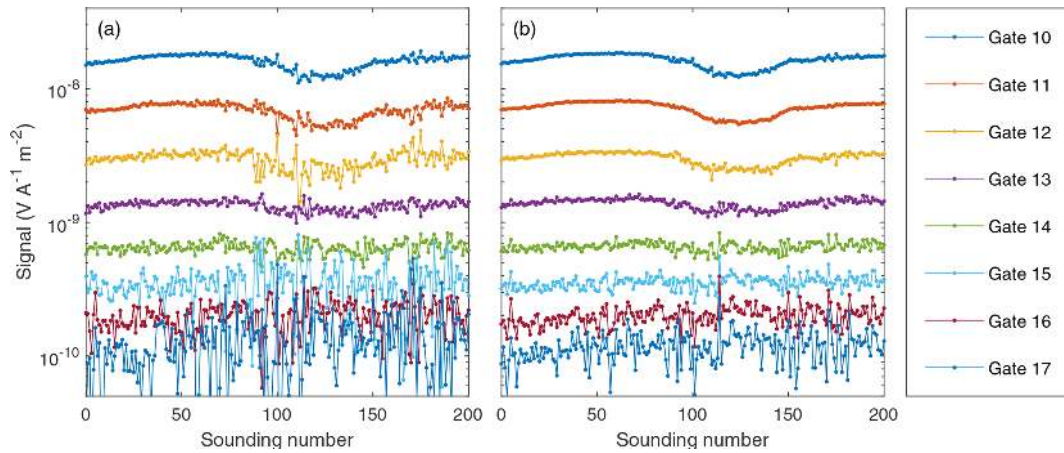 (a)
(b)
Signal (V A⁻¹ m⁻²)
10⁻⁸
10⁻⁹
10⁻¹⁰
0 50 100 150 200
0 50 100 150 200
Sounding number
Sounding number
Gate 10
Gate 11
Gate 12
Gate 13
Gate 14
Gate 15
Gate 16
Gate 17